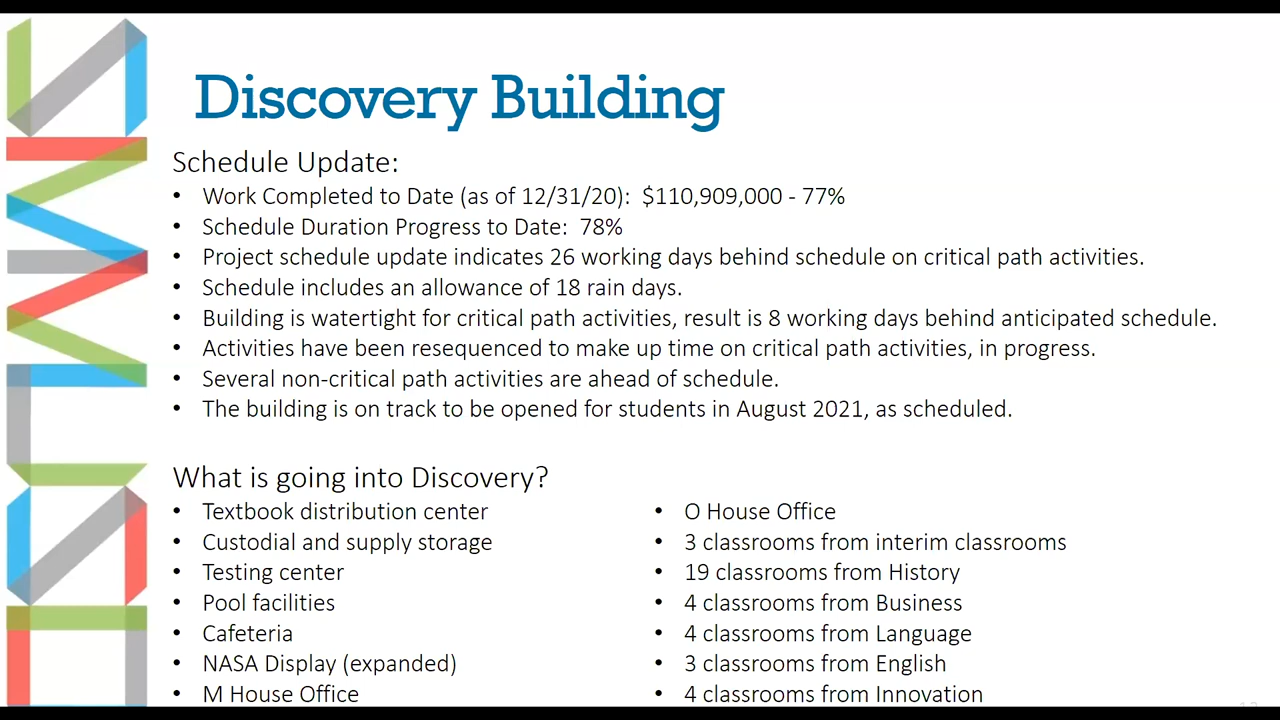 Discovery Building
Schedule Update:
• Work Completed to Date (as of 12/31/20): $110,909,000 - 77%
• Schedule Duration Progress to Date: 78%
• Project schedule update indicates 26 working days behind schedule on critical path activities.
• Schedule includes an allowance of 18 rain days.
• Building is watertight for critical path activities, result is 8 working days behind anticipated schedule.
• Activities have been resequenced to make up time on critical path activities, in progress.
• Several non-critical path activities are ahead of schedule.
• The building is on track to be opened for students in August 2021, as scheduled.
What is going into Discovery?
• Textbook distribution center
• Custodial and supply storage
• Testing center
• Pool facilities
• Cafeteria
• NASA Display (expanded)
• M House Office
• O House Office
• 3 classrooms from interim classrooms
• 19 classrooms from History
• 4 classrooms from Business
• 4 classrooms from Language
• 3 classrooms from English
• 4 classrooms from Innovation